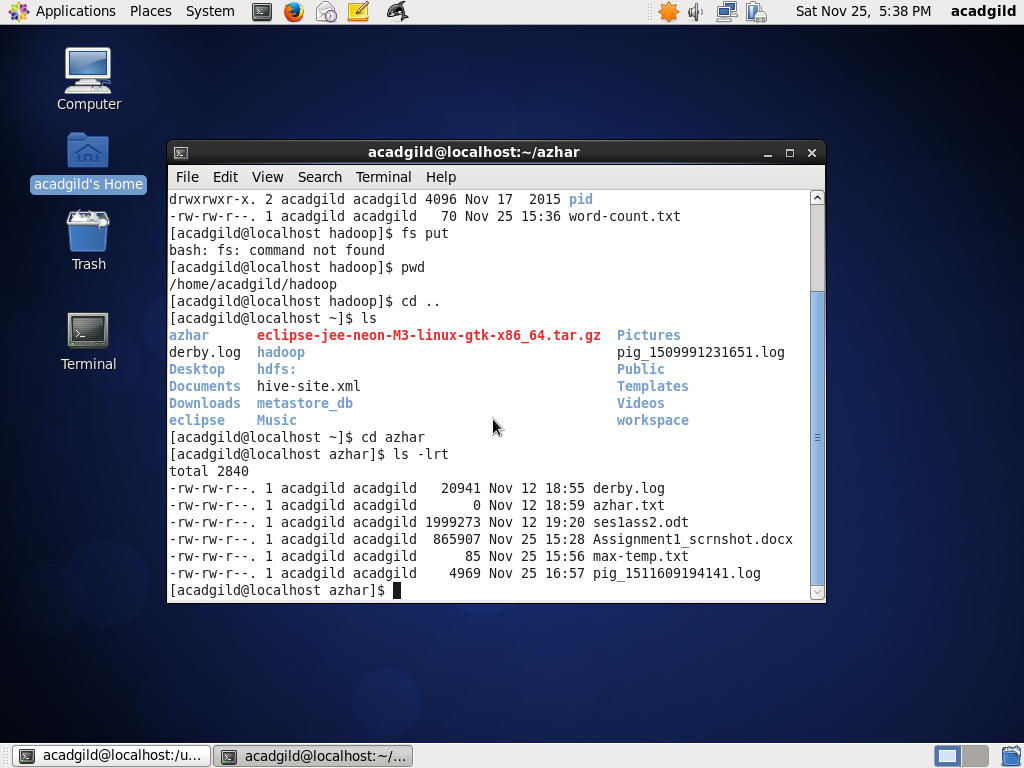 Applications Places System Sat Nov 25, 5:38 PM acadgild
Computer
acadgild's Home
Trash
Terminal
acadgild@localhost:~/azhar
File Edit View Search Terminal Help
drwxrwxr-x. 2 acadgild acadgild 4096 Nov 17  2015 pid
-rw-rw-r--. 1 acadgild acadgild   70 Nov 25 15:36 word-count.txt
[acadgild@localhost hadoop]$ fs put
bash: fs: command not found
[acadgild@localhost hadoop]$ pwd
/home/acadgild/hadoop
[acadgild@localhost hadoop]$ cd ..
[acadgild@localhost ~]$ ls
azhar      eclipse-jee-neon-M3-linux-gtk-x86_64.tar.gz  Pictures
derby.log  hadoop                                       pig_1509991231651.log
Desktop    hdfs:                                        Public
Documents  hive-site.xml                                Templates
Downloads  metastore_db                                 Videos
eclipse    Music                                        workspace
[acadgild@localhost ~]$ cd azhar
[acadgild@localhost azhar]$ ls -lrt
total 2840
-rw-rw-r--. 1 acadgild acadgild   20941 Nov 12 18:55 derby.log
-rw-rw-r--. 1 acadgild acadgild       0 Nov 12 18:59 azhar.txt
-rw-rw-r--. 1 acadgild acadgild 1999273 Nov 12 19:20 ses1ass2.odt
-rw-rw-r--. 1 acadgild acadgild  865907 Nov 25 15:28 Assignment1_scrnshot.docx
-rw-rw-r--. 1 acadgild acadgild      85 Nov 25 15:56 max-temp.txt
-rw-rw-r--. 1 acadgild acadgild    4969 Nov 25 16:57 pig_1511609194141.log
[acadgild@localhost azhar]$
acadgild@localhost:/u... acadgild@localhost:~/...